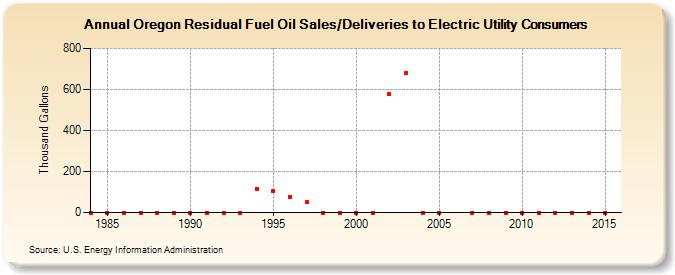 Annual Oregon Residual Fuel Oil Sales/Deliveries to Electric Utility Consumers
Thousand Gallons
800
600
400
200
0
1985 1990 1995 2000 2005 2010 2015
Source: U.S. Energy Information Administration